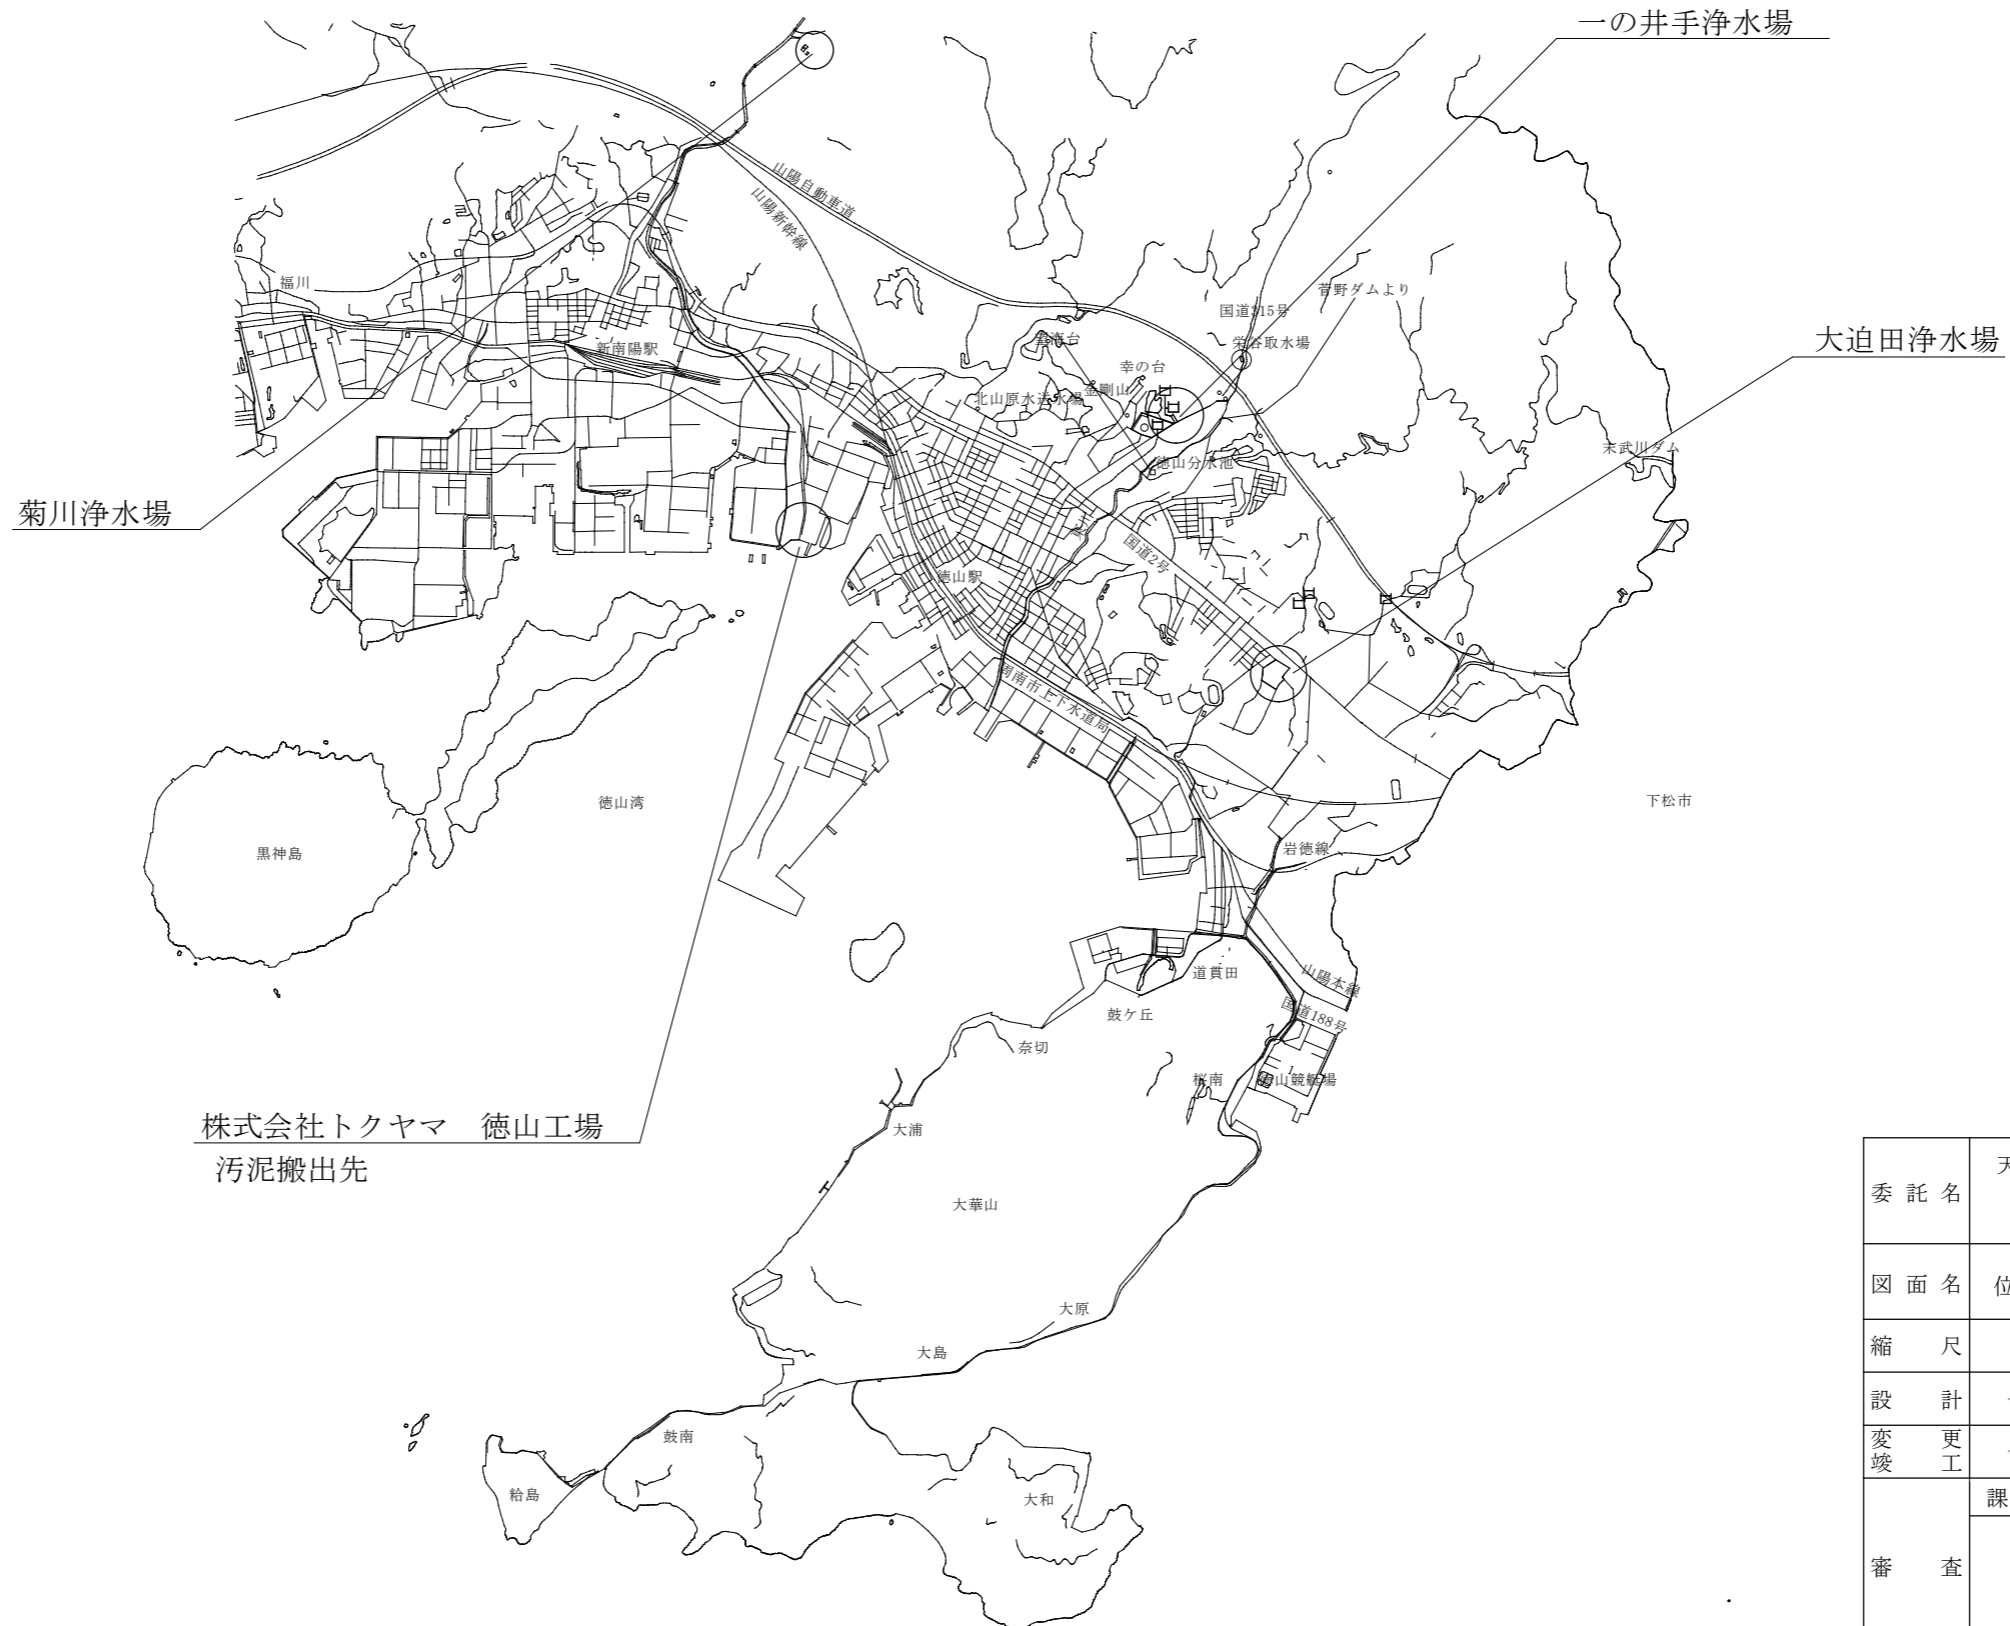 一の井手浄水場
山陽自動車道
山陽新幹線
福川
菅野ダムより
国道315号
栄谷取水場
新南陽駅
大迫田浄水場
幸の台
金剛山
北山原水送水場
末武川ダム
徳山分水池
菊川浄水場
国道2号
徳山駅
周南市上下水道局
徳山湾
下松市
黒神島
岩徳線
道貫田
山陽本線
鼓ケ丘
国道188号
奈切
桜南
徳山競艇場
株式会社トクヤマ　徳山工場
汚泥搬出先
大浦
大華山
委託名
天
図面名
位
大原
縮尺
大島
設計
変更
竣工
鼓南
粭島
大和
課
審査